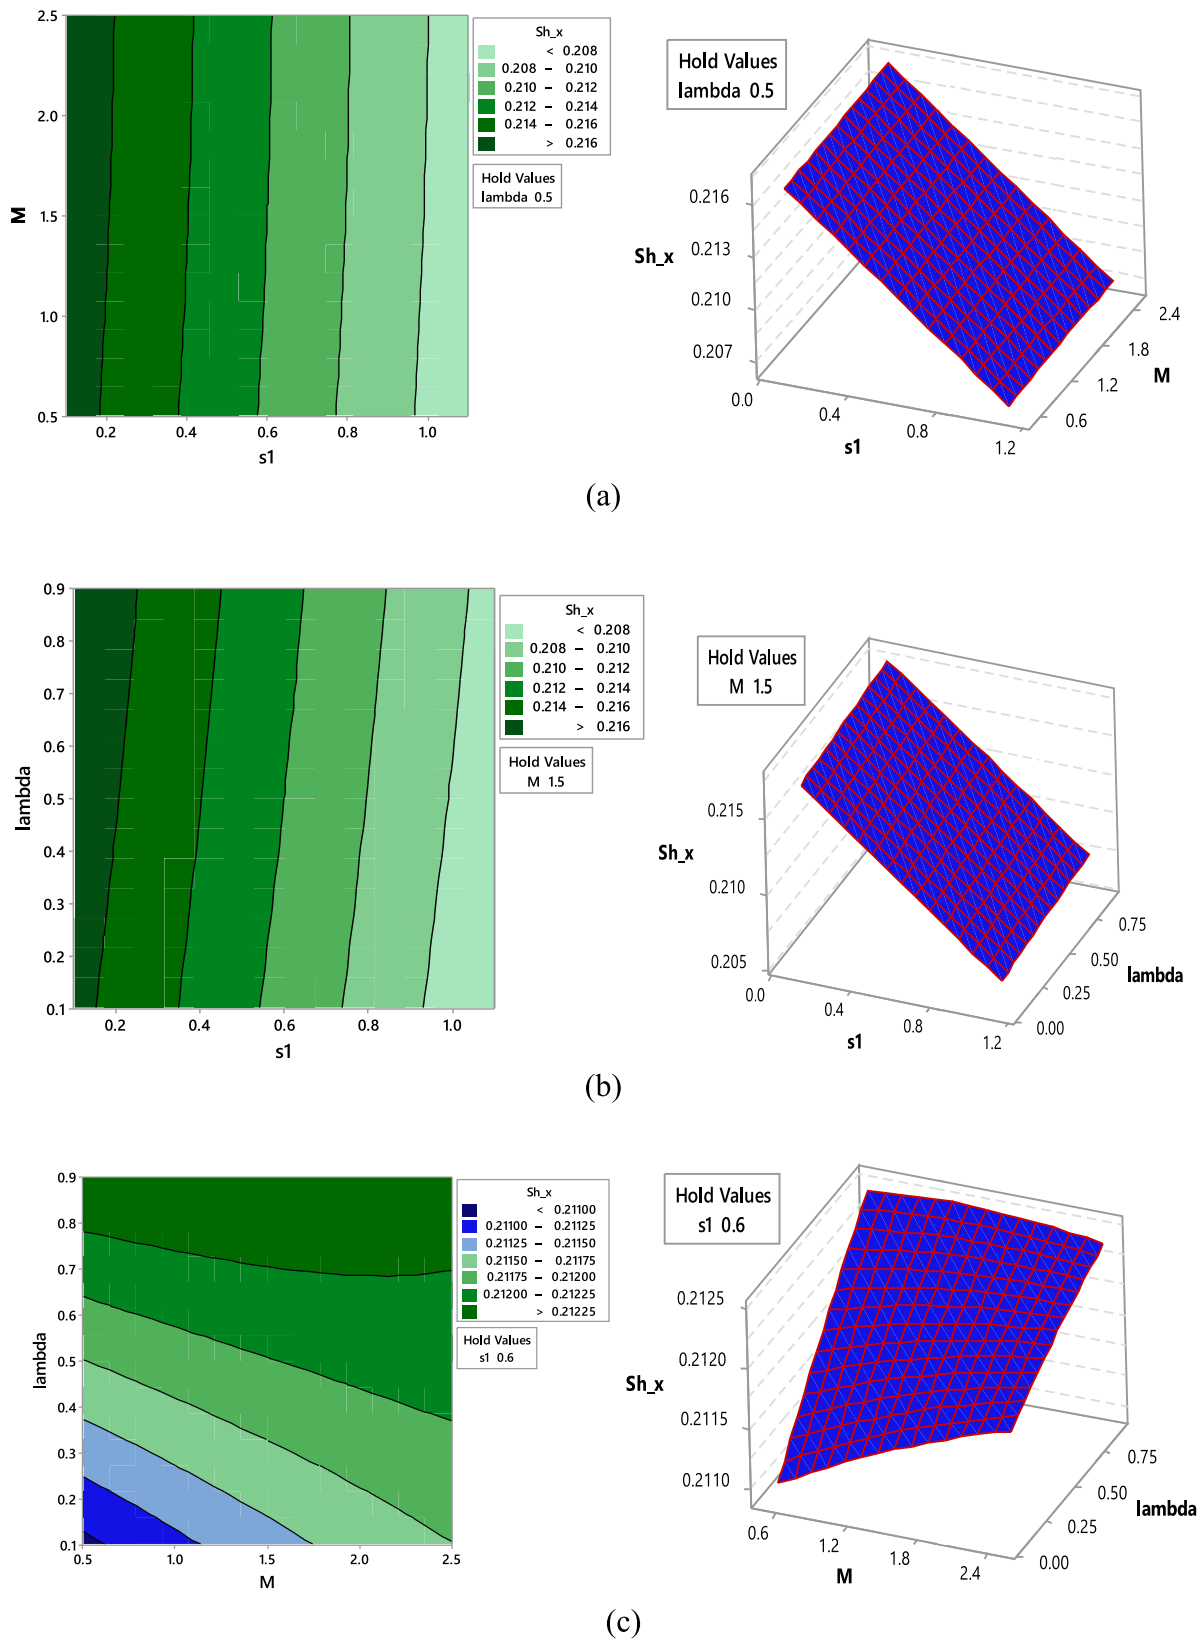 2.5
2.0
1.5
1.0
0.5
M
0.2
0.4
0.6
0.8
1.0
s1
Sh_x
< 0.208
0.208 – 0.210
0.210 – 0.212
0.212 – 0.214
0.214 – 0.216
> 0.216
Hold Values
lambda 0.5
Hold Values
lambda 0.5
0.216
0.213
0.210
0.207
Sh_x
0.0
0.4
0.8
1.2
s1
0.6
1.2
1.8
2.4
M
(a)
0.9
0.8
0.7
0.6
0.5
0.4
0.3
0.2
0.1
lambda
0.2
0.4
0.6
0.8
1.0
s1
Sh_x
< 0.208
0.208 – 0.210
0.210 – 0.212
0.212 – 0.214
0.214 – 0.216
> 0.216
Hold Values
M 1.5
Hold Values
M 1.5
0.215
0.210
0.205
Sh_x
0.0
0.4
0.8
1.2
s1
0.00
0.25
0.50
0.75
lambda
(b)
0.9
0.8
0.7
0.6
0.5
0.4
0.3
0.2
0.1
lambda
0.5
1.0
1.5
2.0
2.5
M
Sh_x
< 0.21100
0.21100 – 0.21125
0.21125 – 0.21150
0.21150 – 0.21175
0.21175 – 0.21200
0.21200 – 0.21225
> 0.21225
Hold Values
s1 0.6
Hold Values
s1 0.6
0.2125
0.2120
0.2115
0.2110
Sh_x
0.6
1.2
1.8
2.4
M
0.00
0.25
0.50
0.75
lambda
(c)